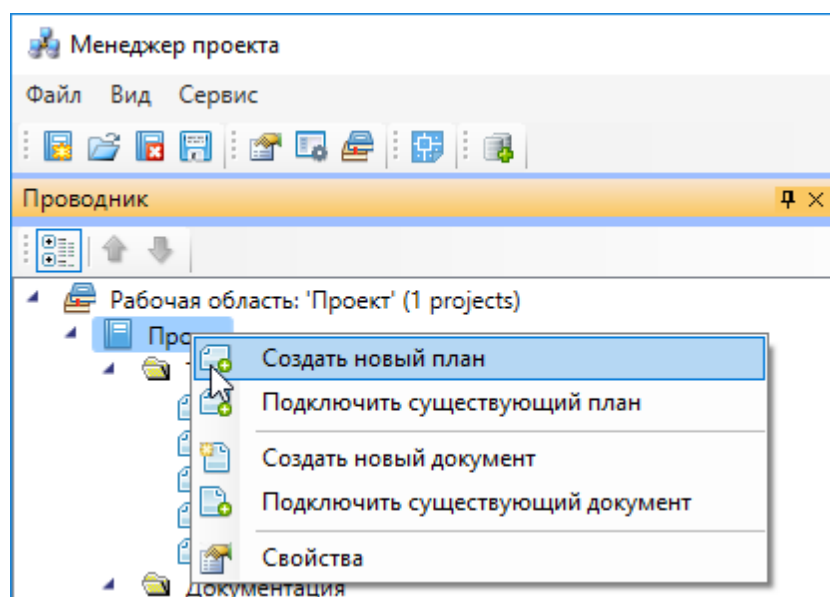 Менеджер проекта
Файл Вид Сервис
Проводник
Рабочая область: 'Проект' (1 projects)
Создать новый план
Подключить существующий план
Создать новый документ
Подключить существующий документ
Свойства
Документация